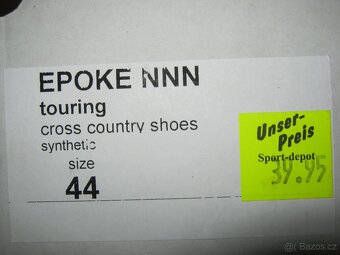 EPOKE NNN
touring
cross country shoes
synthetic
size
44
Unser-
Preis
Sport-depot
39.95
© Bazos.cz